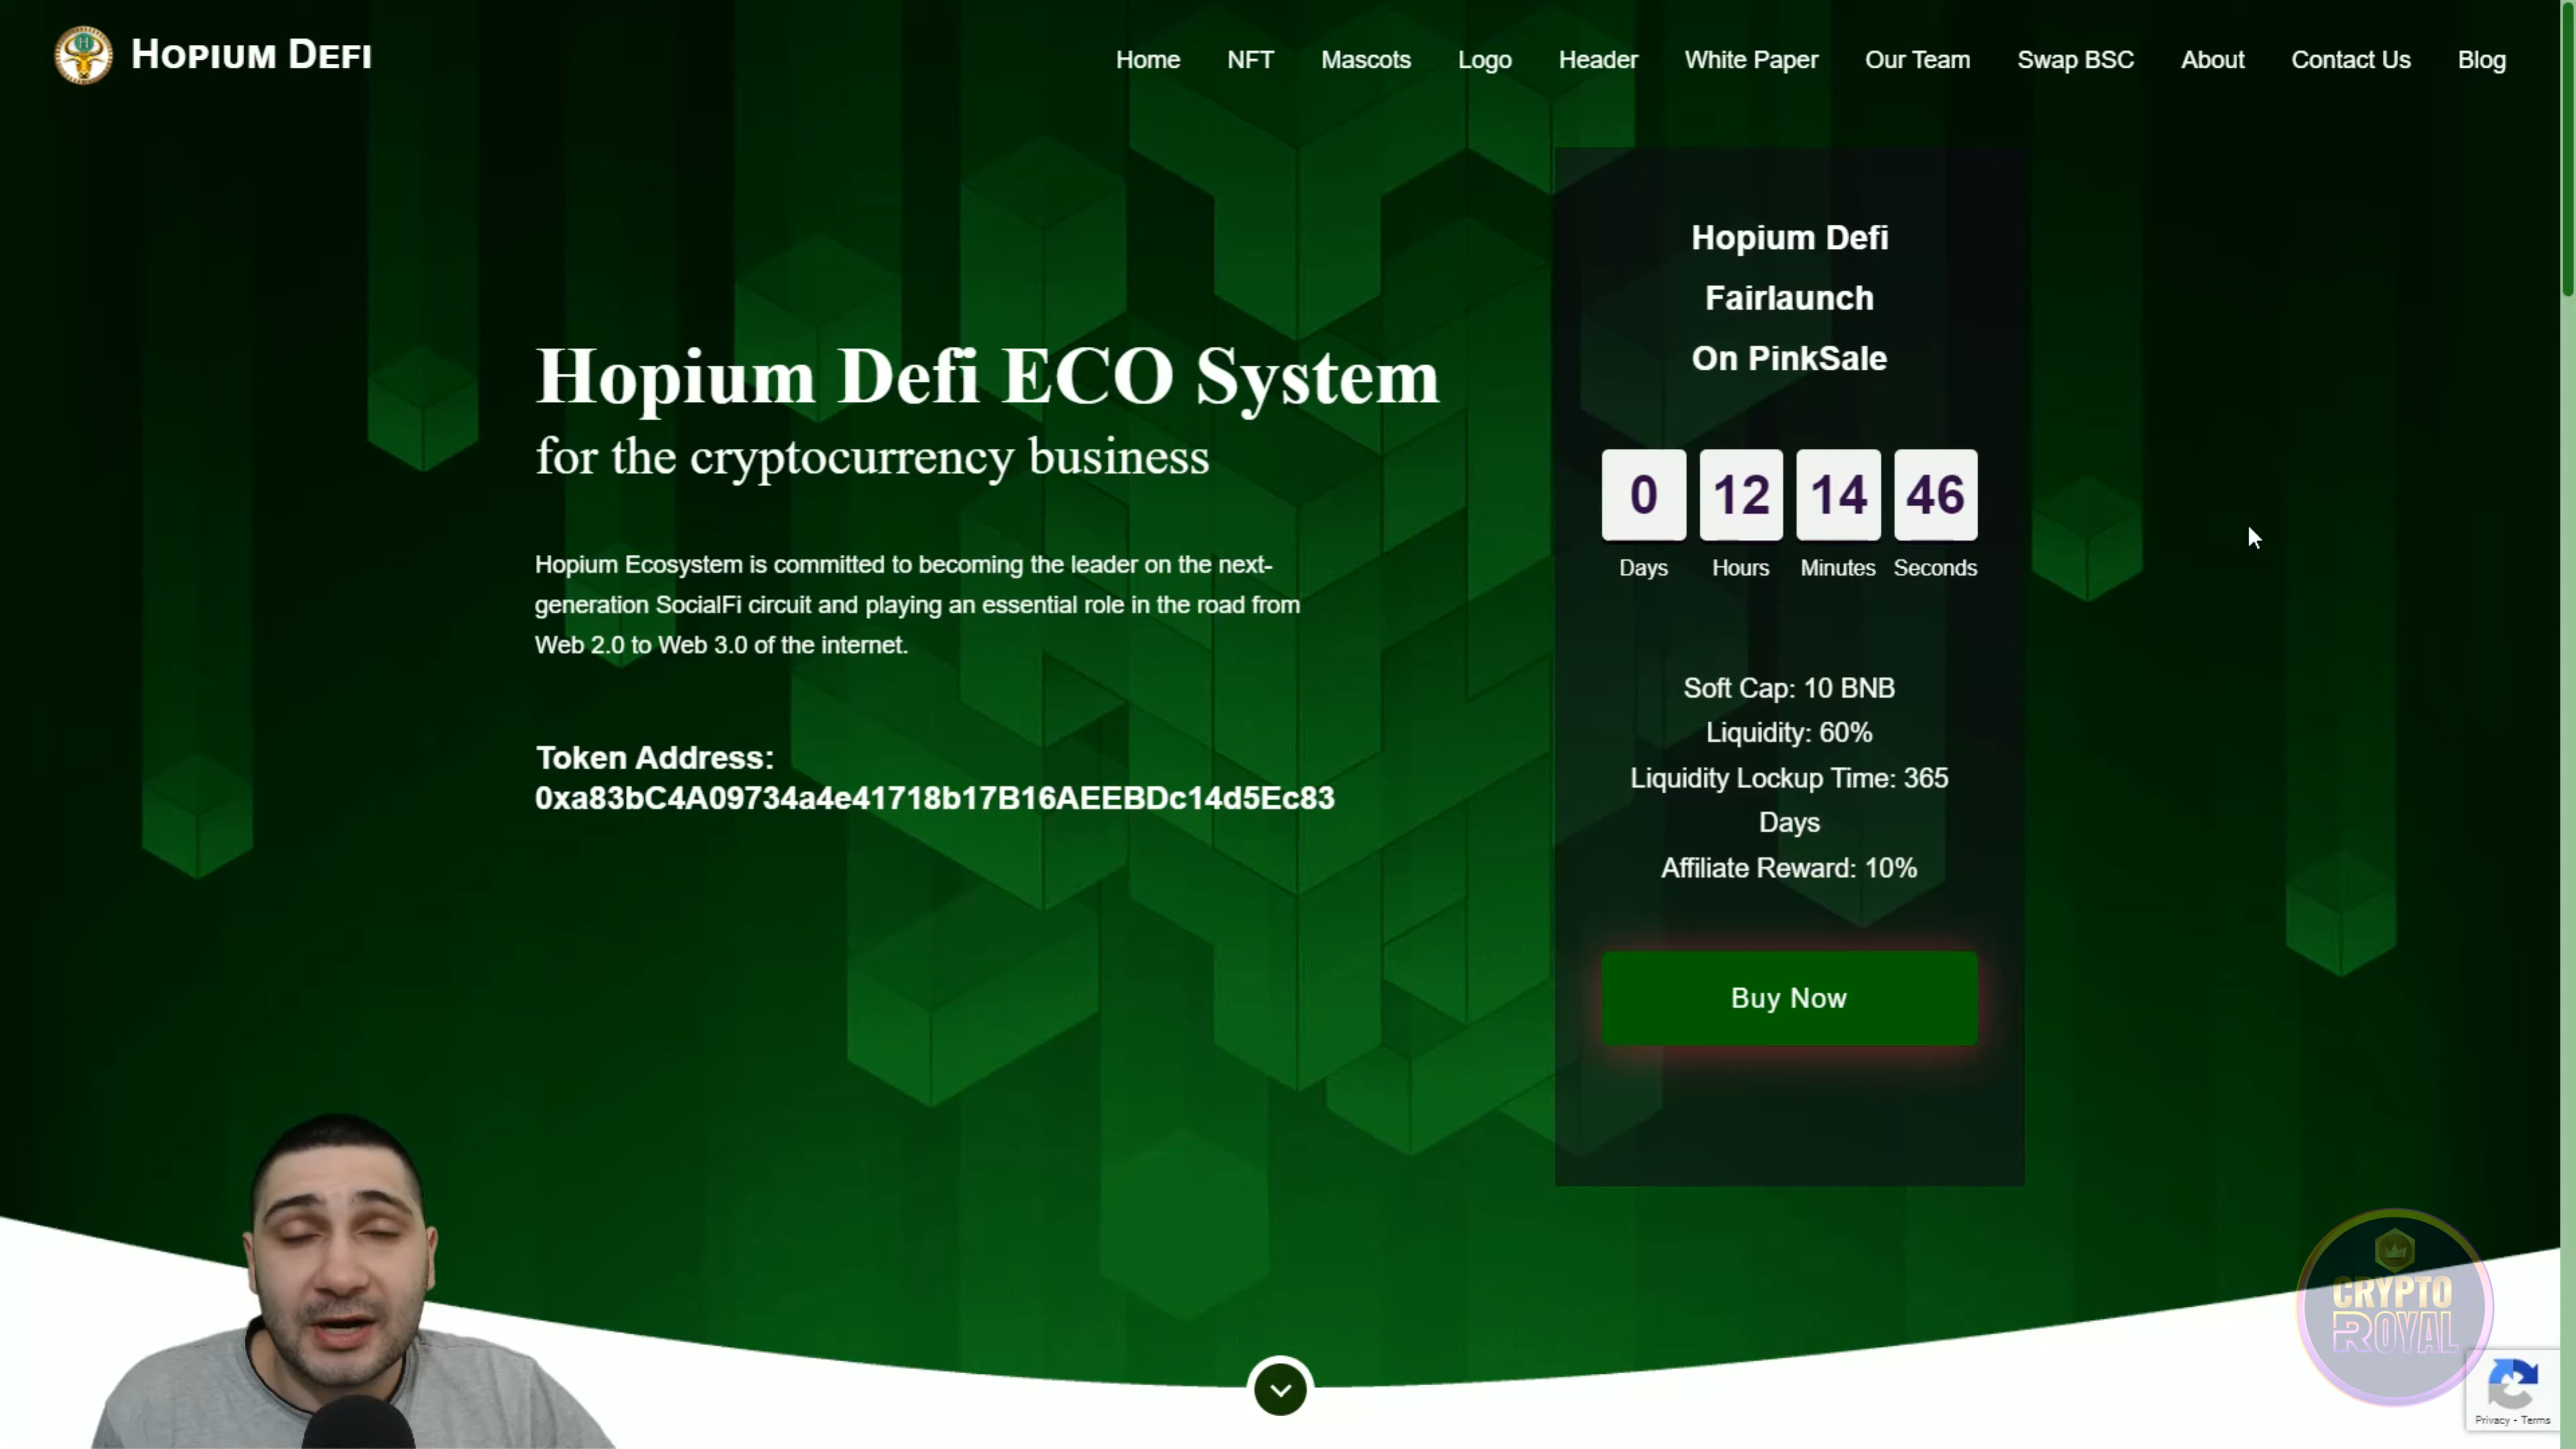 HOPIUM DEFI
Home NFT Mascots Logo Header White Paper Our Team Swap BSC About Contact Us Blog
Hopium Defi ECO System
for the cryptocurrency business
Hopium Ecosystem is committed to becoming the leader on the next-
generation SocialFi circuit and playing an essential role in the road from
Web 2.0 to Web 3.0 of the internet.
Token Address:
0xa83bC4A09734a4e41718b17B16AEEBDc14d5Ec83
Hopium Defi
Fairlaunch
On PinkSale
0 12 14 46
Days Hours Minutes Seconds
Soft Cap: 10 BNB
Liquidity: 60%
Liquidity Lockup Time: 365
Days
Affiliate Reward: 10%
Buy Now
CRYPTO
ROYAL
Privacy - Terms